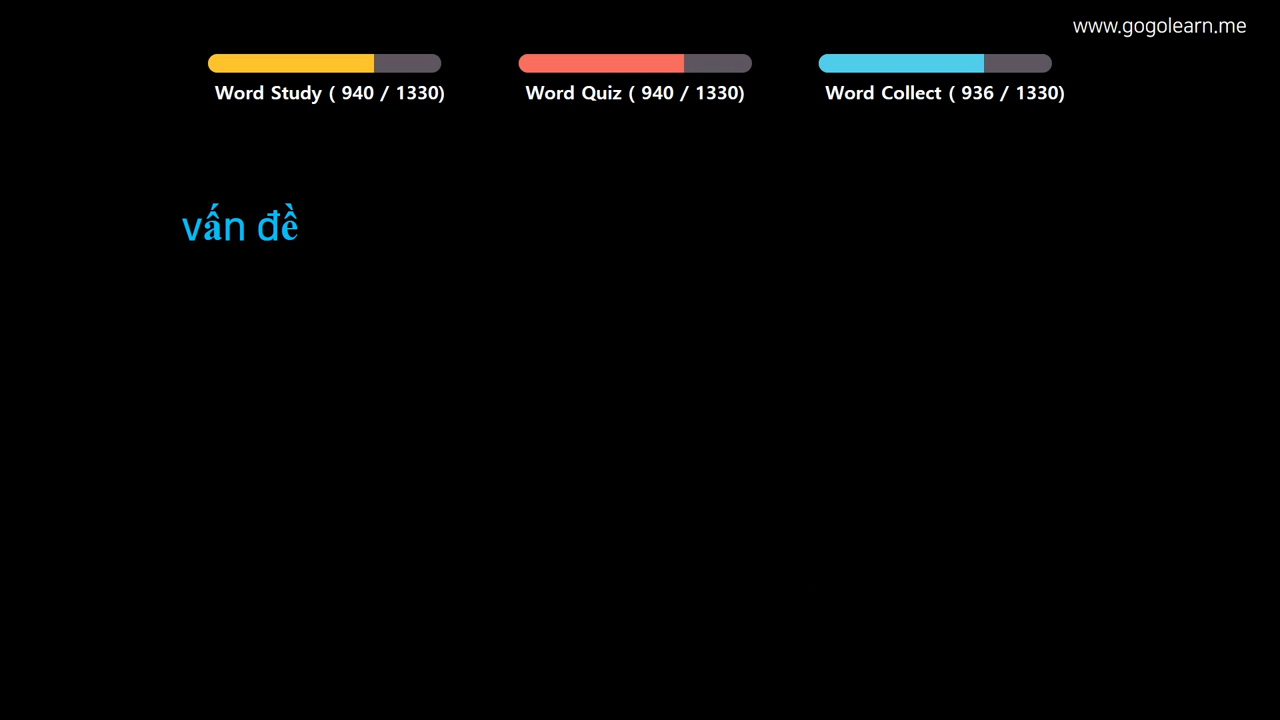 www.gogolearn.me
Word Study ( 940 / 1330)
Word Quiz ( 940 / 1330)
Word Collect ( 936 / 1330)
vấn đề